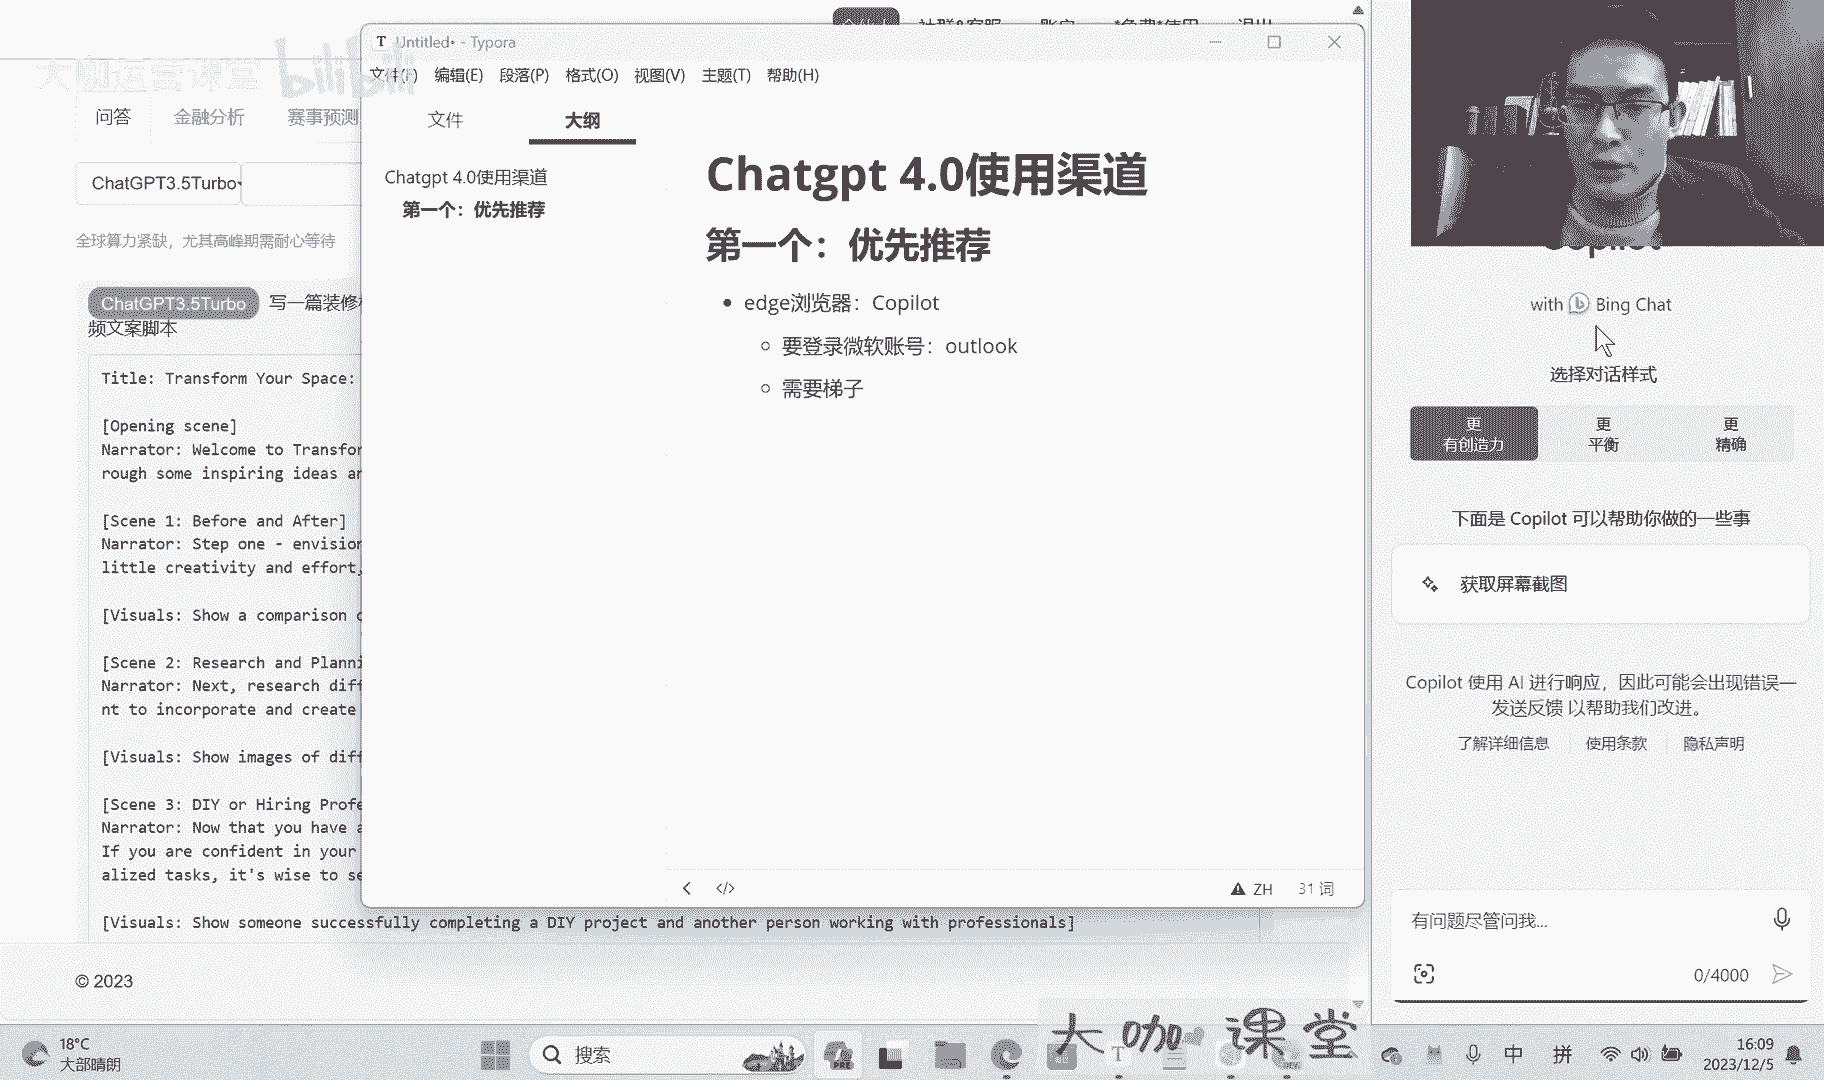 社群&客服
*免费*使用
退出
大咖运营课堂
bilibili
问答
金融分析
赛事预测
ChatGPT3.5Turbo
全球算力紧缺，尤其高峰期需耐心等待
ChatGPT3.5Turbo 写一篇装修
频文案脚本
Title: Transform Your Space:
[Opening scene]
Narrator: Welcome to Transfor
rough some inspiring ideas an
[Scene 1: Before and After]
Narrator: Step one - envision
little creativity and effort,
[Visuals: Show a comparison
[Scene 2: Research and Planni
Narrator: Next, research diff
nt to incorporate and create
[Visuals: Show images of diff
[Scene 3: DIY or Hiring Profe
Narrator: Now that you have a
If you are confident in your
alized tasks, it's wise to se
[Visuals: Show someone successfully completing a DIY project and another person working with professionals]
© 2023
T Untitled• - Typora
文件(F) 编辑(E) 段落(P) 格式(O) 视图(V) 主题(T) 帮助(H)
文件
大纲
Chatgpt 4.0使用渠道
第一个：优先推荐
Chatgpt 4.0使用渠道
第一个：优先推荐
edge浏览器：Copilot
要登录微软账号：outlook
需要梯子
</>
ZH
31 词
Copilot
with Bing Chat
选择对话样式
更
有创造力
更
平衡
更
精确
下面是 Copilot 可以帮助你做的一些事
获取屏幕截图
Copilot 使用 AI 进行响应，因此可能会出现错误—
发送反馈 以帮助我们改进。
了解详细信息
使用条款
隐私声明
有问题尽管问我...
0/4000
大咖课堂
18°C
大部晴朗
搜索
PRE
T
DEV
中
拼
16:09
2023/12/5